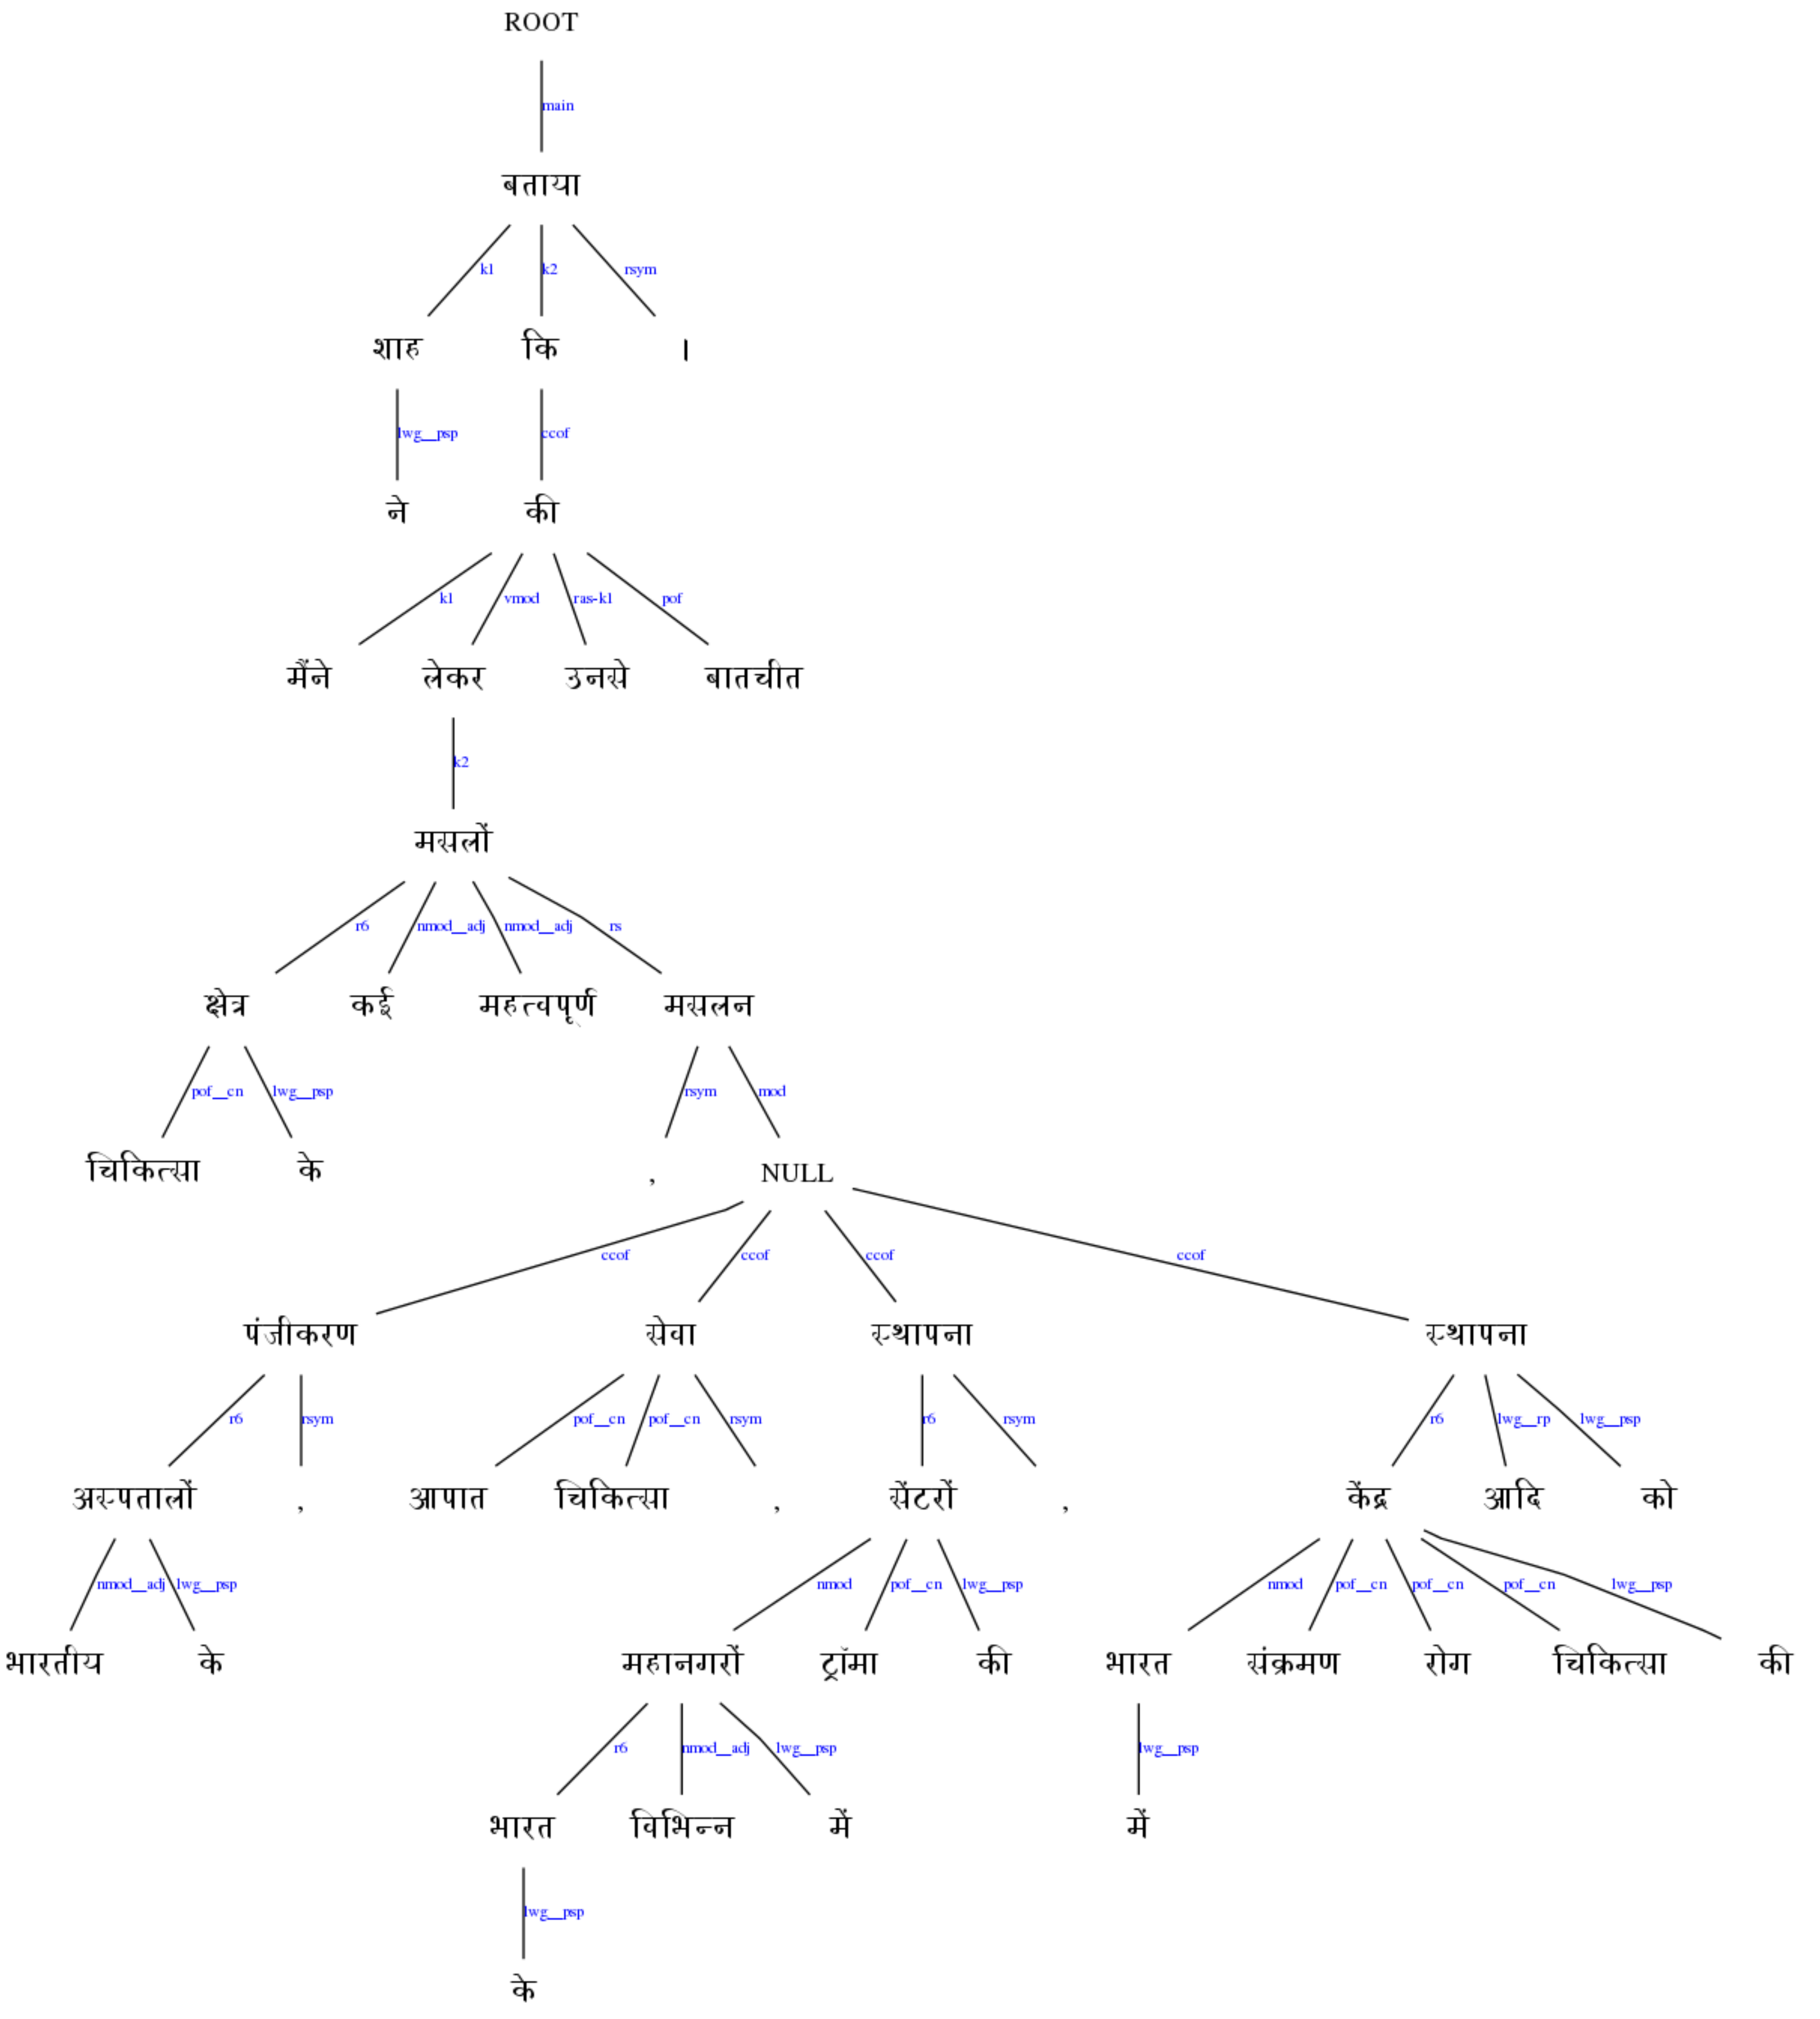 ROOT
main
बताया
k1 k2 rsym
शाह कि ।
lwg__psp ccof
ने की
k1 vmod ras-k1 pof
मैंने लेकर उनसे बातचीत
k2
मसलों
r6 nmod__adj nmod__adj rs
क्षेत्र कई महत्वपूर्ण मसलन
pof__cn lwg__psp rsym mod
चिकित्सा के , NULL
ccof ccof ccof ccof
पंजीकरण सेवा स्थापना स्थापना
r6 rsym pof__cn pof__cn rsym r6 rsym r6 lwg__rp lwg__psp
अस्पतालों , आपात चिकित्सा , सेंटरों , केंद्र आदि को
nmod__adj lwg__psp nmod pof__cn lwg__psp nmod pof__cn pof__cn pof__cn lwg__psp
भारतीय के महानगरों ट्रॉमा की भारत संक्रमण रोग चिकित्सा की
r6 nmod__adj lwg__psp lwg__psp
भारत विभिन्न में में
lwg__psp
के